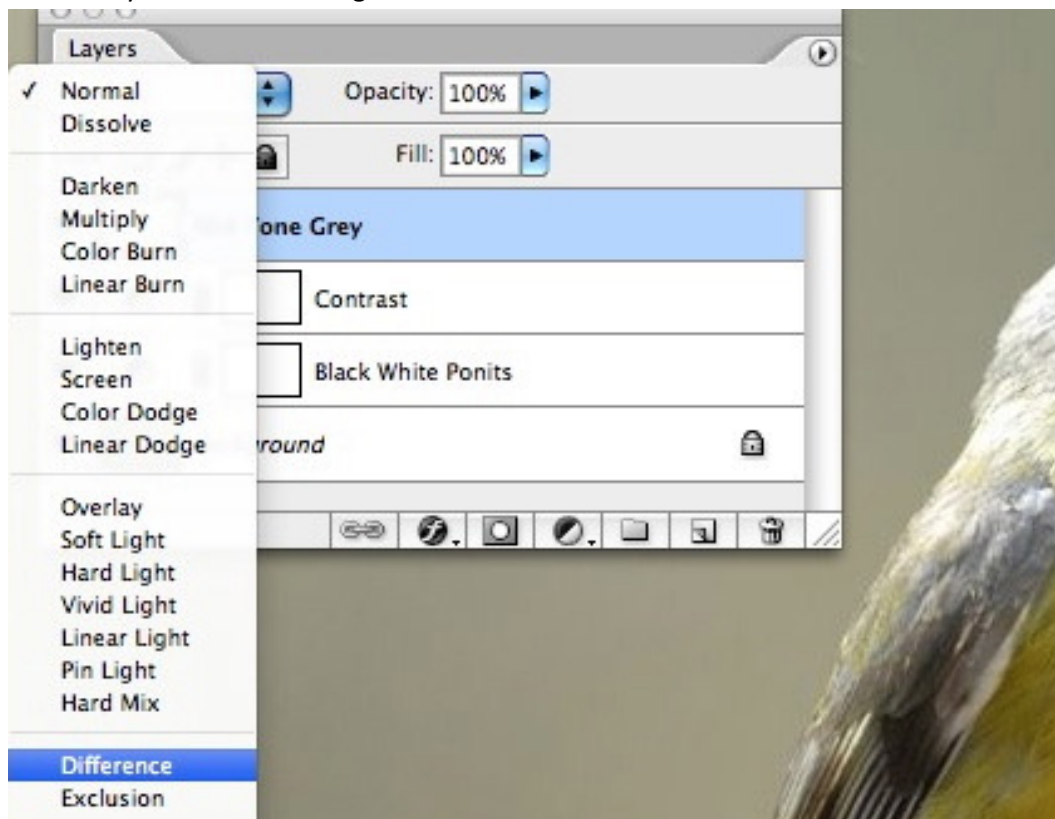 Layers
✓ Normal
Dissolve
Darken
Multiply
Color Burn
Linear Burn
Lighten
Screen
Color Dodge
Linear Dodge
Overlay
Soft Light
Hard Light
Vivid Light
Linear Light
Pin Light
Hard Mix
Difference
Exclusion
Opacity: 100%
Fill: 100%
one Grey
Contrast
Black White Ponits
round